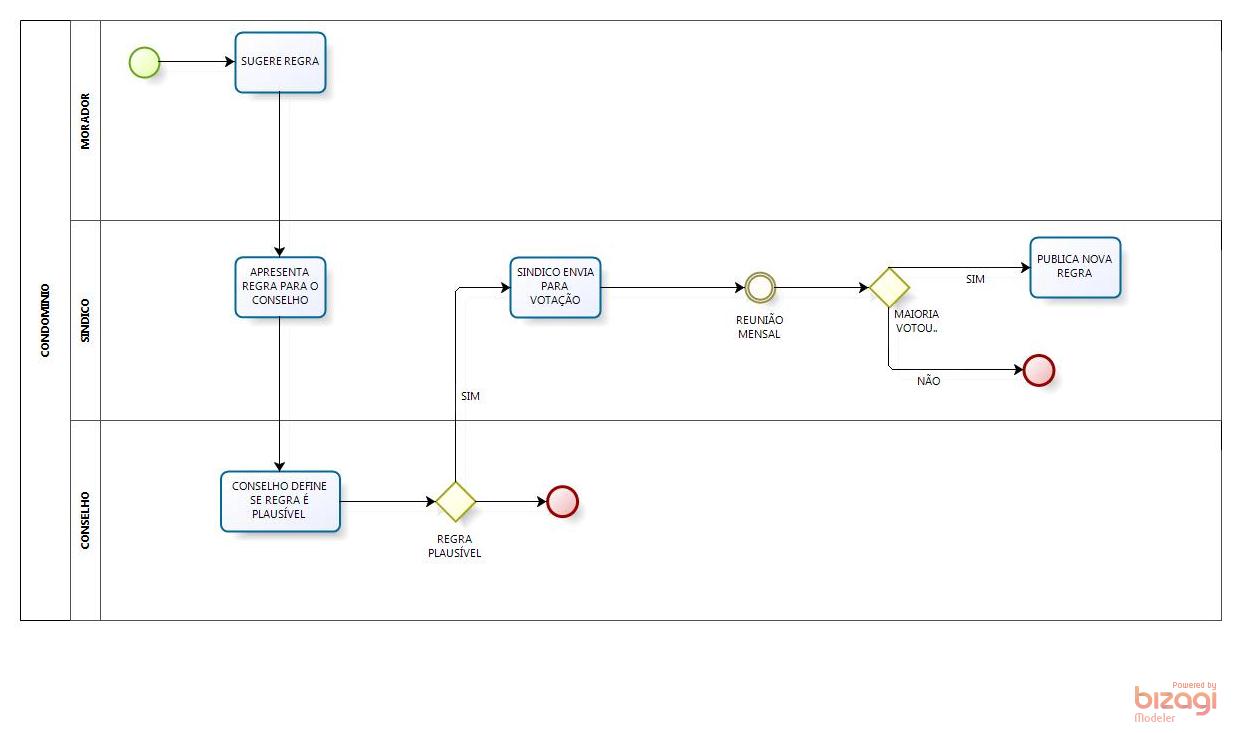 CONDOMINIO
MORADOR
SUGERE REGRA
SINDICO
APRESENTA
REGRA PARA O
CONSELHO
SINDICO ENVIA
PARA
VOTAÇÃO
REUNIÃO
MENSAL
MAIORIA
VOTOU..
SIM
PUBLICA NOVA
REGRA
NÃO
SIM
CONSELHO
CONSELHO DEFINE
SE REGRA É
PLAUSÍVEL
REGRA
PLAUSÍVEL
Powered by
bizagi
Modeler